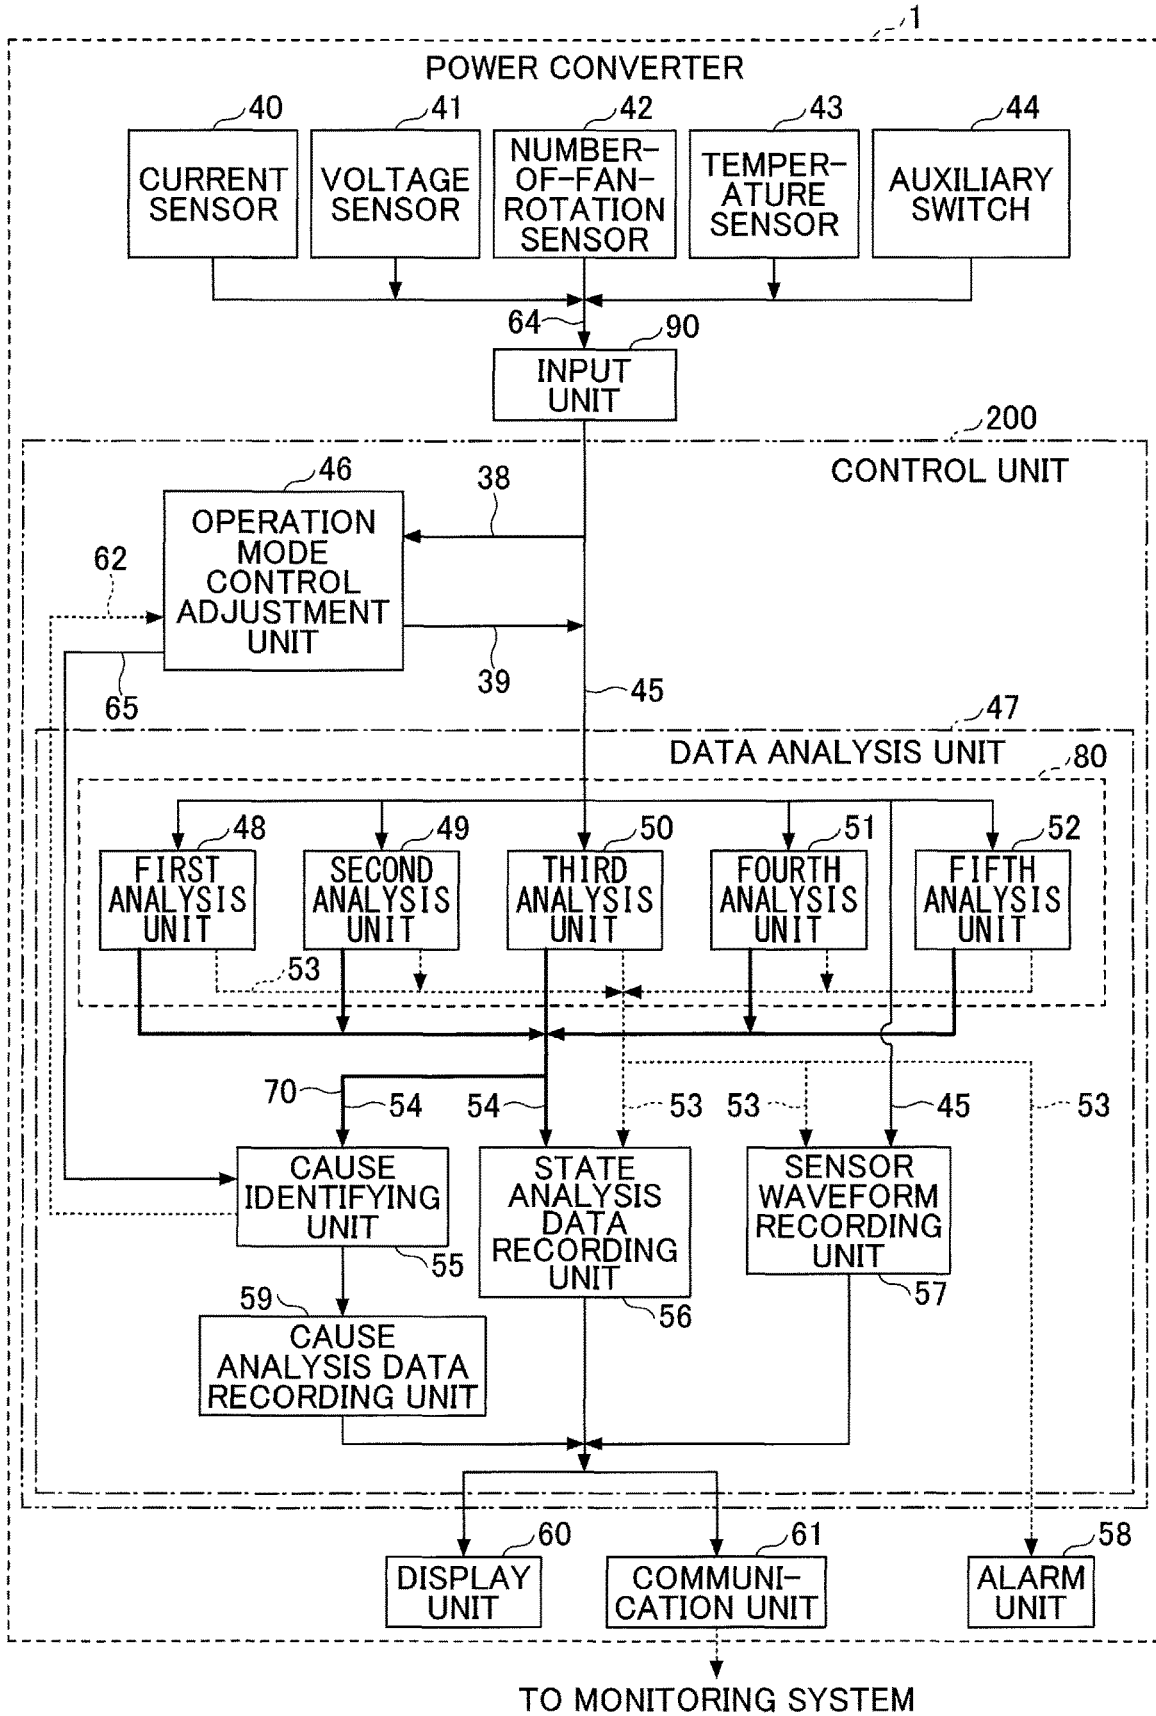 1
POWER CONVERTER
40
41
42
43
44
CURRENT
SENSOR
VOLTAGE
SENSOR
NUMBER-
OF-FAN-
ROTATION
SENSOR
TEMPER-
ATURE
SENSOR
AUXILIARY
SWITCH
64
90
INPUT
UNIT
200
CONTROL UNIT
46
38
OPERATION
MODE
CONTROL
ADJUSTMENT
UNIT
62
65
39
45
47
DATA ANALYSIS UNIT
80
48
49
50
51
52
FIRST
ANALYSIS
UNIT
SECOND
ANALYSIS
UNIT
THIRD
ANALYSIS
UNIT
FOURTH
ANALYSIS
UNIT
FIFTH
ANALYSIS
UNIT
53
70
54
54
53
53
45
53
CAUSE
IDENTIFYING
UNIT
55
STATE
ANALYSIS
DATA
RECORDING
UNIT
56
SENSOR
WAVEFORM
RECORDING
UNIT
57
59
CAUSE
ANALYSIS DATA
RECORDING UNIT
60
61
58
DISPLAY
UNIT
COMMUNI-
CATION UNIT
ALARM
UNIT
TO MONITORING SYSTEM